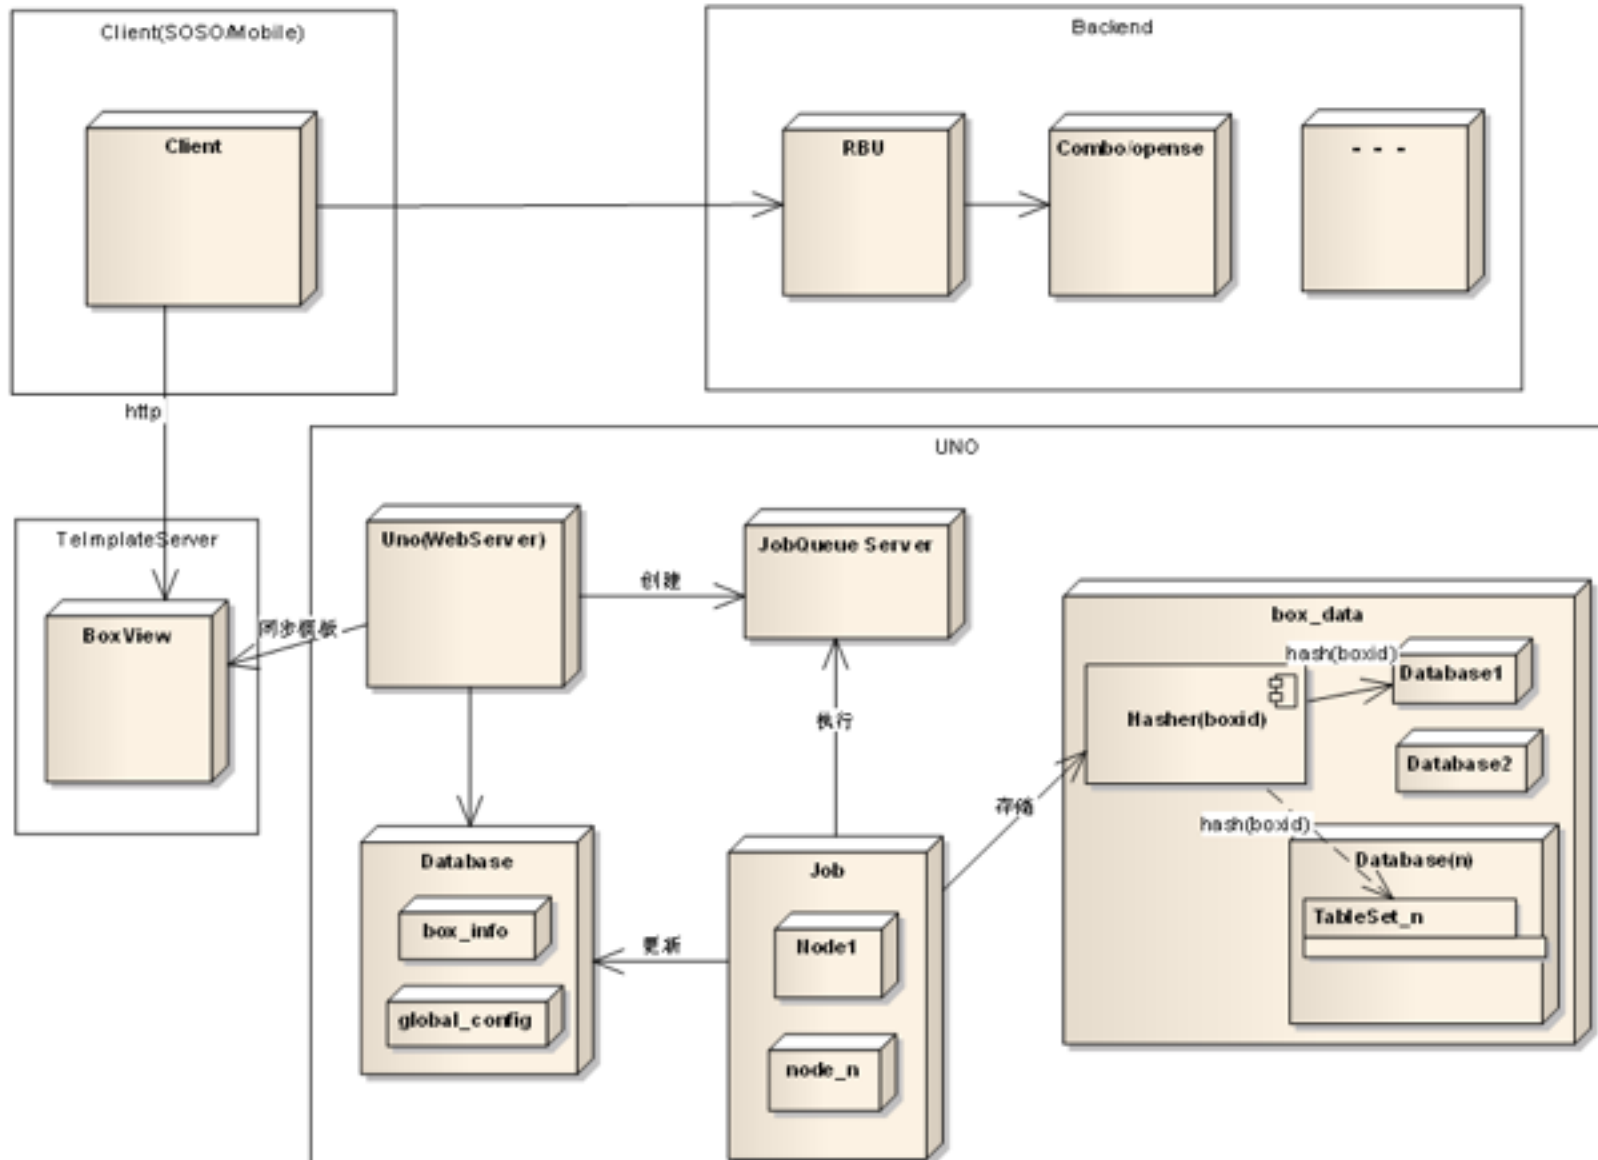 Client(SOSO/Mobile)
Backend
Client
RBU
Combo/opense
- - -
http
UNO
TelmplateServer
Uno(WebServer)
JobQueue Server
创建
BoxView
同步模板
box_data
hash(boxid)
Database1
Hasher(boxid)
执行
Database2
存储
hash(boxid)
Database
Job
Database(n)
TableSet_n
box_info
更新
Node1
global_config
node_n